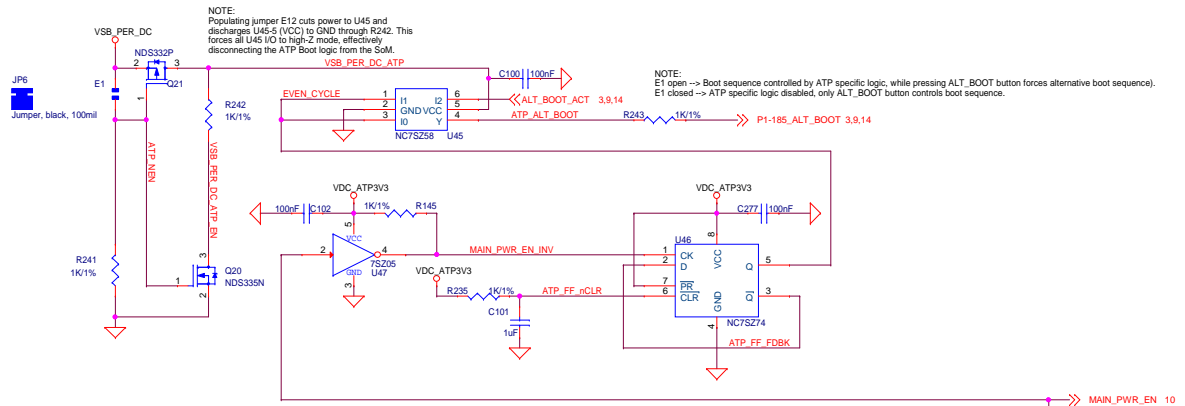 NOTE:
Populating jumper E12 cuts power to U45 and
discharges U45-5 (VCC) to GND through R242. This
forces all U45 I/O to high-Z mode, effectively
disconnecting the ATP Boot logic from the SoM.
VSB_PER_DC
NDS332P
2
3
Q21
1
E1
JP6
Jumper, black, 100mil
VSB_PER_DC_ATP
C100
100nF
NOTE:
E1 open --> Boot sequence controlled by ATP specific logic, while pressing ALT_BOOT button forces alternative boot sequence).
E1 closed --> ATP specific logic disabled, only ALT_BOOT button controls boot sequence.
R242
1K/1%
EVEN_CYCLE
1
2
3
I1
GND
I0
I2
VCC
Y
6
5
4
NC7SZ58
U45
ALT_BOOT_ACT 3,9,14
ATP_ALT_BOOT
R243
1K/1%
P1-185_ALT_BOOT 3,9,14
ATP_NEN
VSB_PER_DC_ATP_EN
R241
1K/1%
3
Q20
1
NDS335N
2
VDC_ATP3V3
100nF
C102
1K/1%
R145
5
VCC
2
4
7SZ05
GND
U47
3
MAIN_PWR_EN_INV
VDC_ATP3V3
R235
1K/1%
ATP_FF_nCLR
C101
1uF
VDC_ATP3V3
C277
100nF
8
U46
1
2
7
6
CK
D
PR
CLR
VCC
GND
Q
Q
5
3
4
NC7SZ74
ATP_FF_FDBK
MAIN_PWR_EN 10